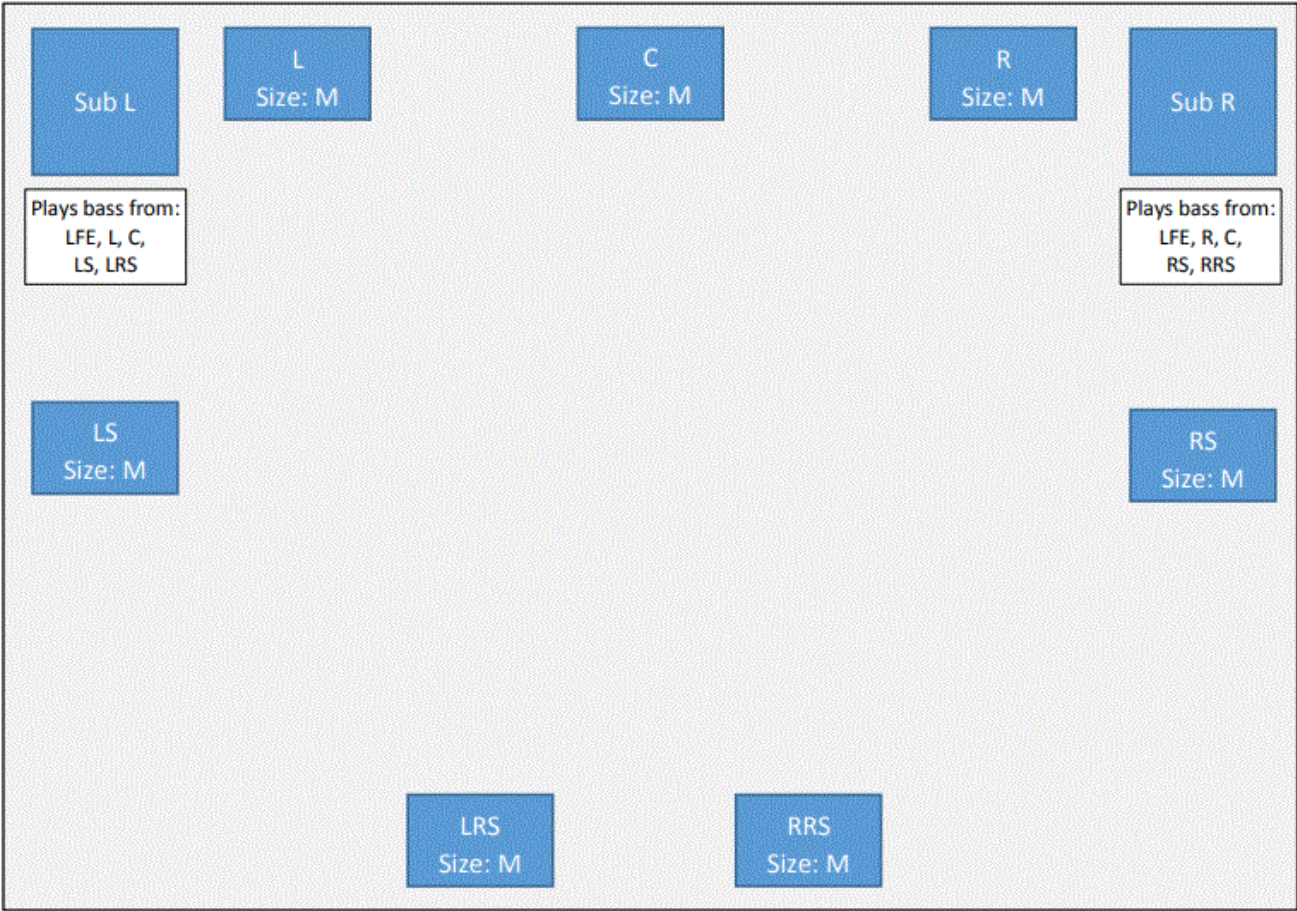 Sub L
L
Size: M
C
Size: M
R
Size: M
Sub R
Plays bass from:
LFE, L, C,
LS, LRS
Plays bass from:
LFE, R, C,
RS, RRS
LS
Size: M
RS
Size: M
LRS
Size: M
RRS
Size: M